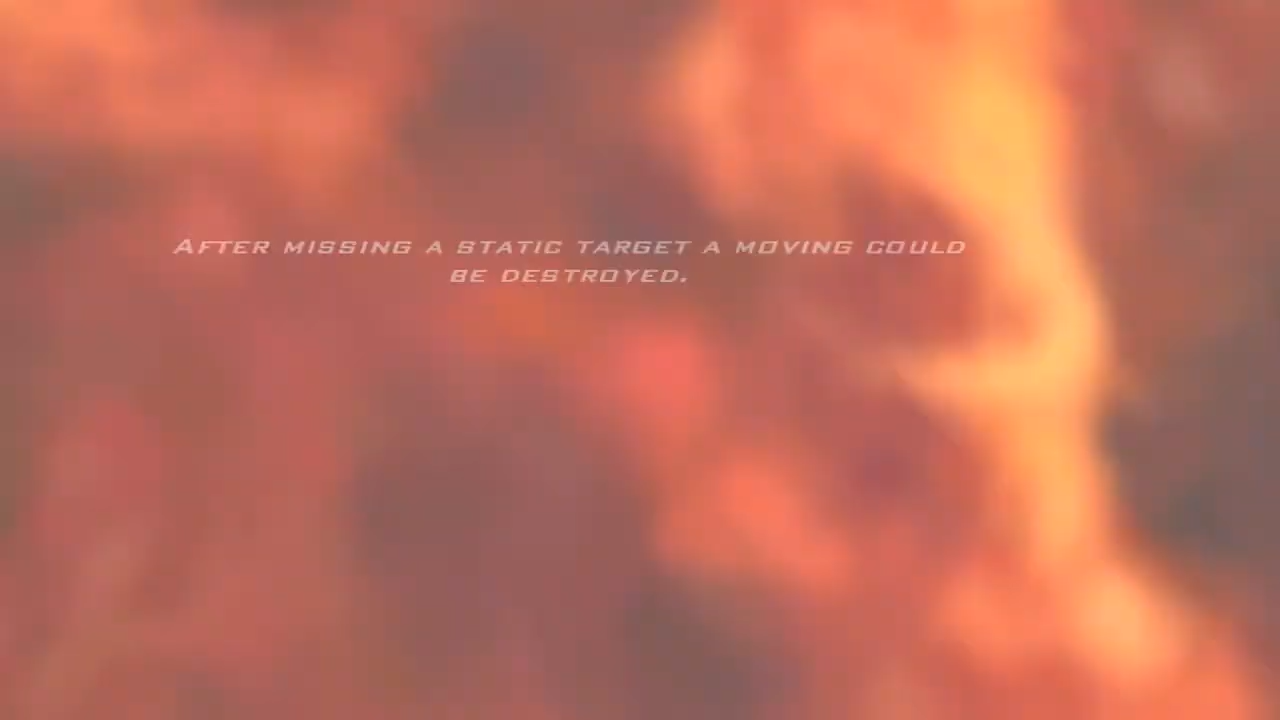 After missing a static target a moving could
be destroyed.